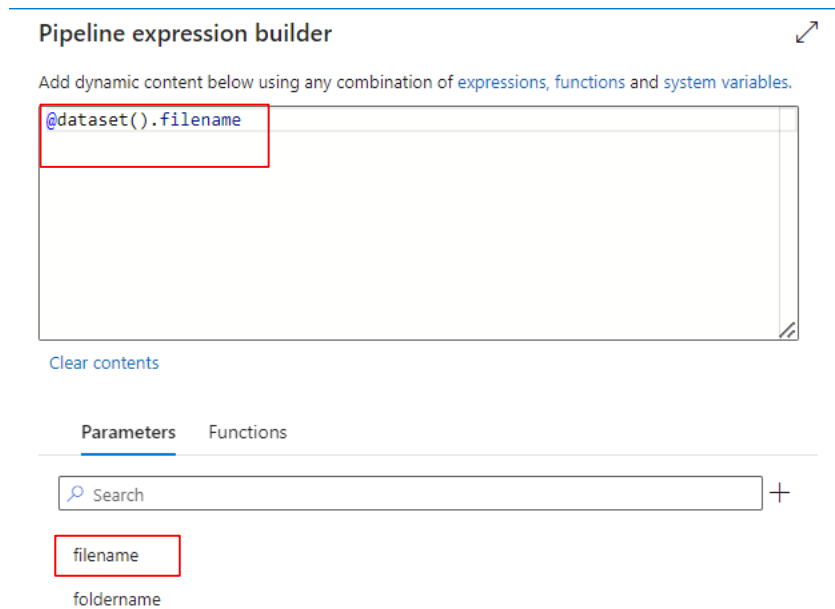 Pipeline expression builder
Add dynamic content below using any combination of expressions, functions and system variables.
@dataset().filename
Clear contents
Parameters Functions
Search
filename
foldername